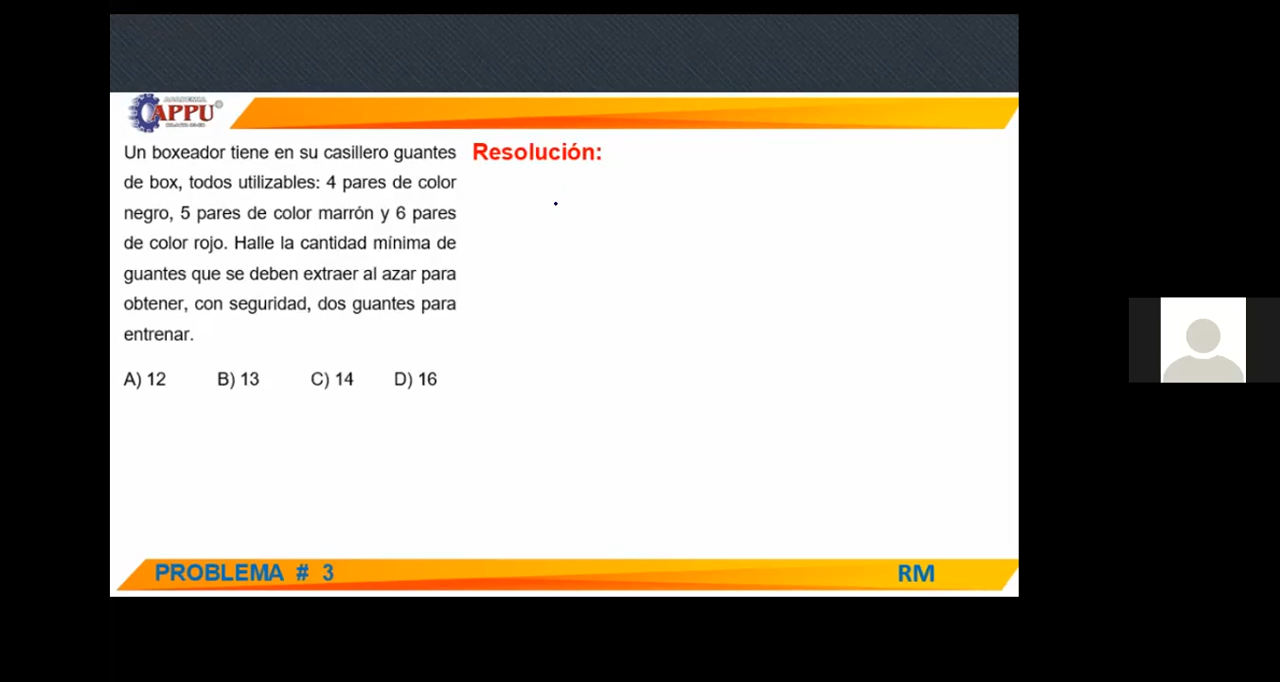 ACADEMIA
APPU
Un boxeador tiene en su casillero guantes
de box, todos utilizables: 4 pares de color
negro, 5 pares de color marrón y 6 pares
de color rojo. Halle la cantidad mínima de
guantes que se deben extraer al azar para
obtener, con seguridad, dos guantes para
entrenar.
A) 12 B) 13 C) 14 D) 16
Resolución:
PROBLEMA # 3
RM